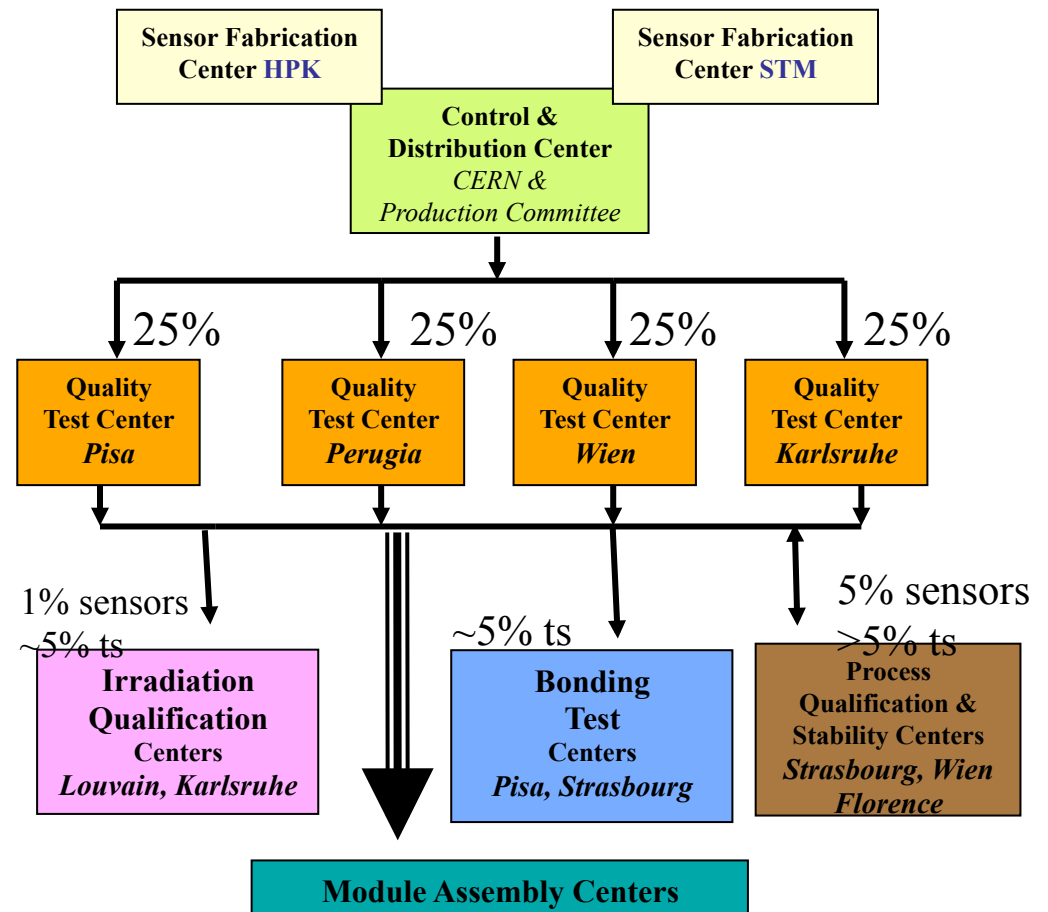 Sensor Fabrication
Center HPK
Sensor Fabrication
Center STM
Control &
Distribution Center
CERN &
Production Committee
25%
25%
25%
25%
Quality
Test Center
Pisa
Quality
Test Center
Perugia
Quality
Test Center
Wien
Quality
Test Center
Karlsruhe
1% sensors
~5% ts
Irradiation
Qualification
Centers
Louvain, Karlsruhe
~5% ts
Bonding
Test
Centers
Pisa, Strasbourg
5% sensors
>5% ts
Process
Qualification &
Stability Centers
Strasbourg, Wien
Florence
Module Assembly Centers